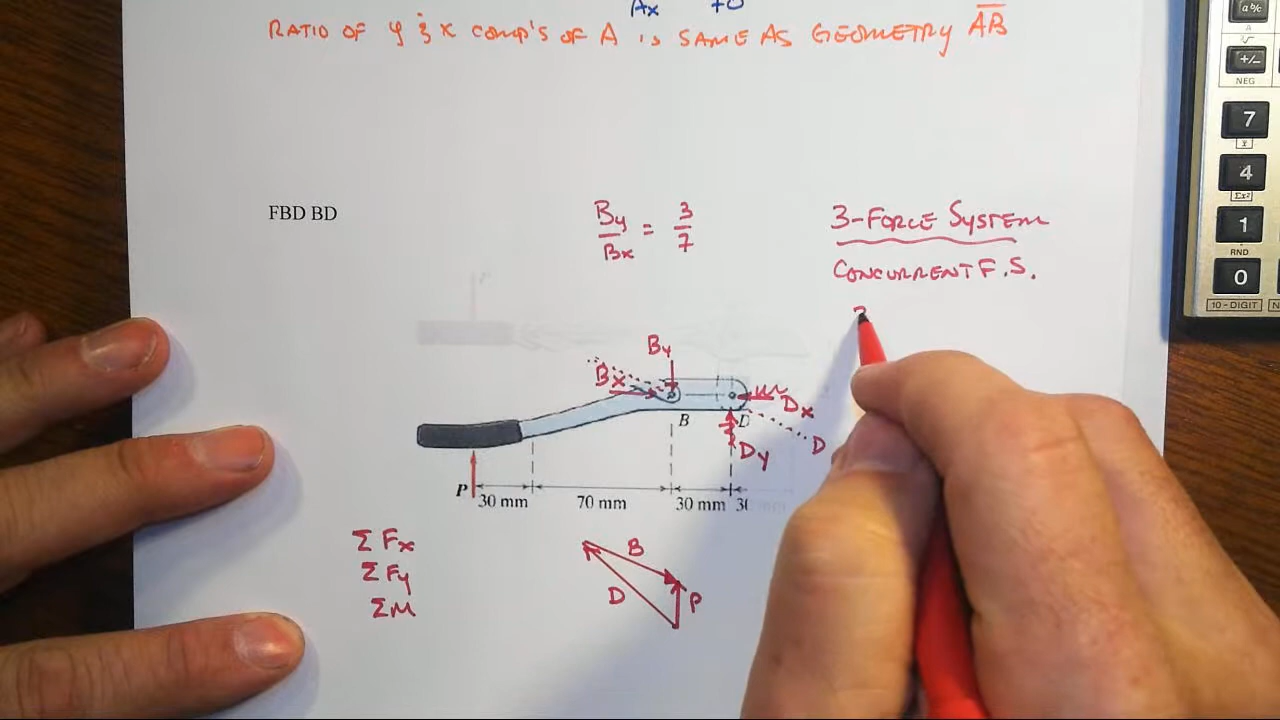 Ax
RATIO OF y & x COMP'S OF A IS SAME AS GEOMETRY AB
FBD BD
By/Bx = 3/7
3-FORCE SYSTEM
CONCURRENT F.S.
By
Bx
Dx
B
D
D
Dy
P
30 mm
70 mm
30 mm
ΣFx
ΣFy
ΣM
B
D
P
a b/c
+/-
NEG
7
x̄
4
Σx²
1
RND
0
10-DIGIT